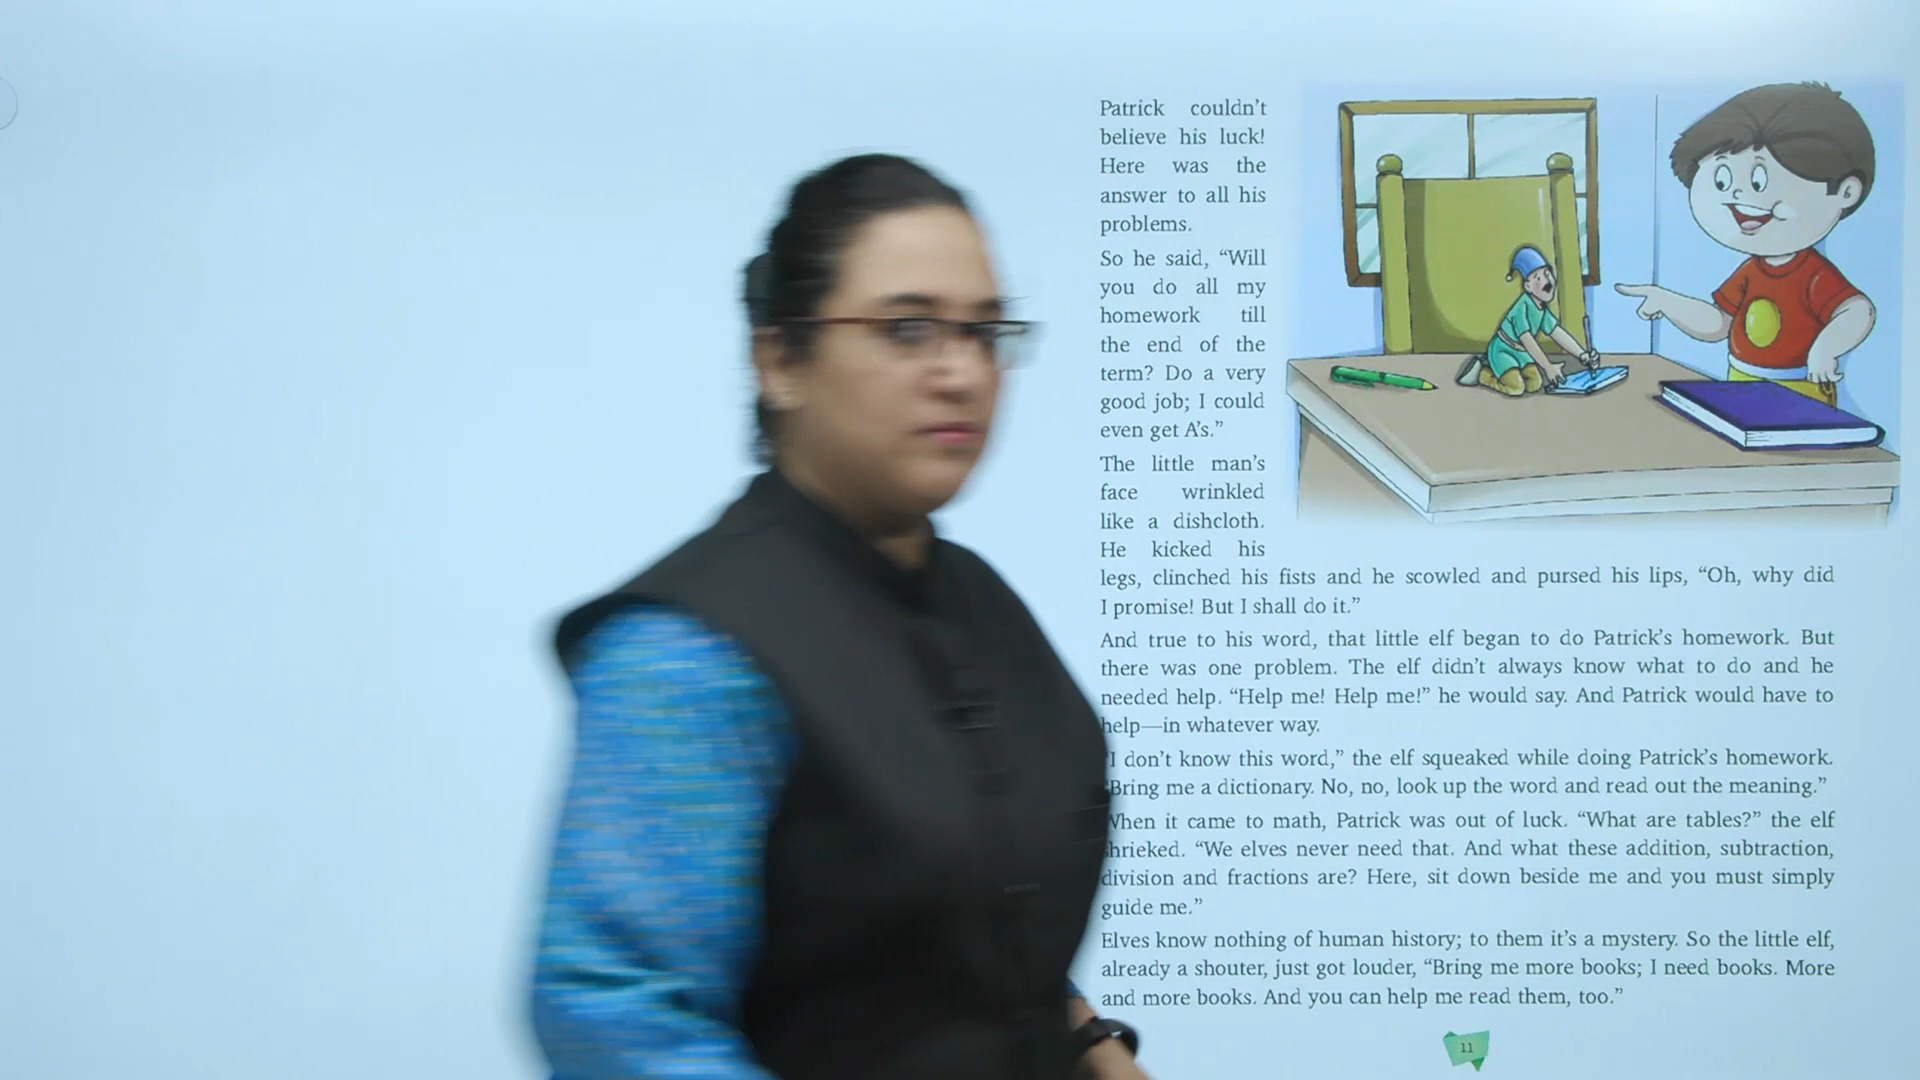 Patrick couldn't
believe his luck!
Here was the
answer to all his
problems.
So he said, “Will
you do all my
homework till
the end of the
term? Do a very
good job; I could
even get A's.”
The little man's
face wrinkled
like a dishcloth.
He kicked his
legs, clinched his fists and he scowled and pursed his lips, “Oh, why did
I promise! But I shall do it.”
And true to his word, that little elf began to do Patrick's homework. But
there was one problem. The elf didn't always know what to do and he
needed help. “Help me! Help me!” he would say. And Patrick would have to
help—in whatever way.
I don't know this word,” the elf squeaked while doing Patrick's homework.
“Bring me a dictionary. No, no, look up the word and read out the meaning.”
When it came to math, Patrick was out of luck. “What are tables?” the elf
shrieked. “We elves never need that. And what these addition, subtraction,
division and fractions are? Here, sit down beside me and you must simply
guide me.”
Elves know nothing of human history; to them it's a mystery. So the little elf,
already a shouter, just got louder, “Bring me more books; I need books. More
and more books. And you can help me read them, too.”
11